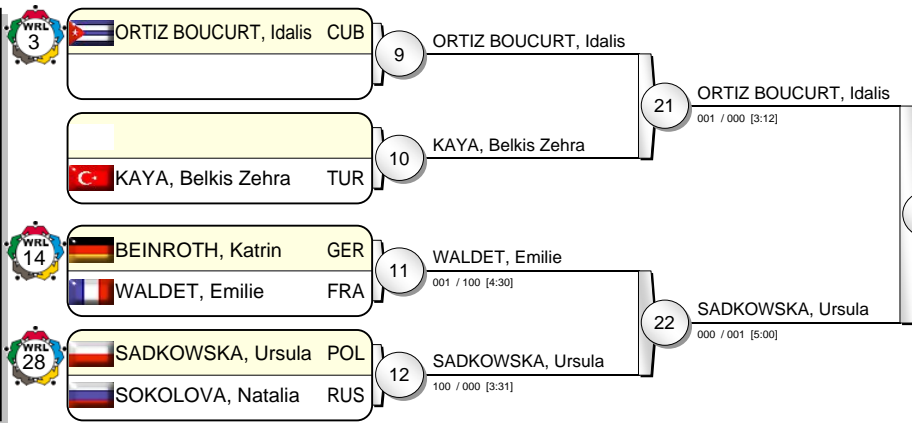 WRL
3
ORTIZ BOUCURT, Idalis CUB
9
ORTIZ BOUCURT, Idalis
21
ORTIZ BOUCURT, Idalis
001 / 000 [3:12]
10
KAYA, Belkis Zehra
KAYA, Belkis Zehra TUR
WRL
14
BEINROTH, Katrin GER
11
WALDET, Emilie
001 / 100 [4:30]
WALDET, Emilie FRA
22
SADKOWSKA, Ursula
000 / 001 [5:00]
WRL
28
SADKOWSKA, Ursula POL
12
SADKOWSKA, Ursula
100 / 000 [3:31]
SOKOLOVA, Natalia RUS